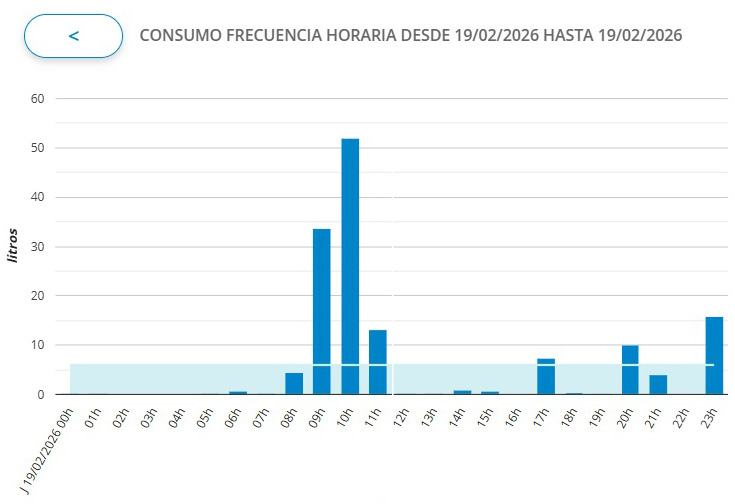 <
CONSUMO FRECUENCIA HORARIA DESDE 19/02/2026 HASTA 19/02/2026
60
50
40
30
20
10
0
litros
J 19/02/2026 00h
01h
02h
03h
04h
05h
06h
07h
08h
09h
10h
11h
12h
13h
14h
15h
16h
17h
18h
19h
20h
21h
22h
23h